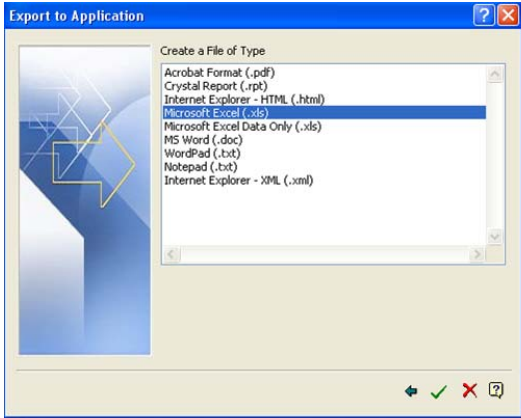 Export to Application
Create a File of Type
Acrobat Format (.pdf)
Crystal Report (.rpt)
Internet Explorer - HTML (.html)
Microsoft Excel (.xls)
Microsoft Excel Data Only (.xls)
MS Word (.doc)
WordPad (.txt)
Notepad (.txt)
Internet Explorer - XML (.xml)